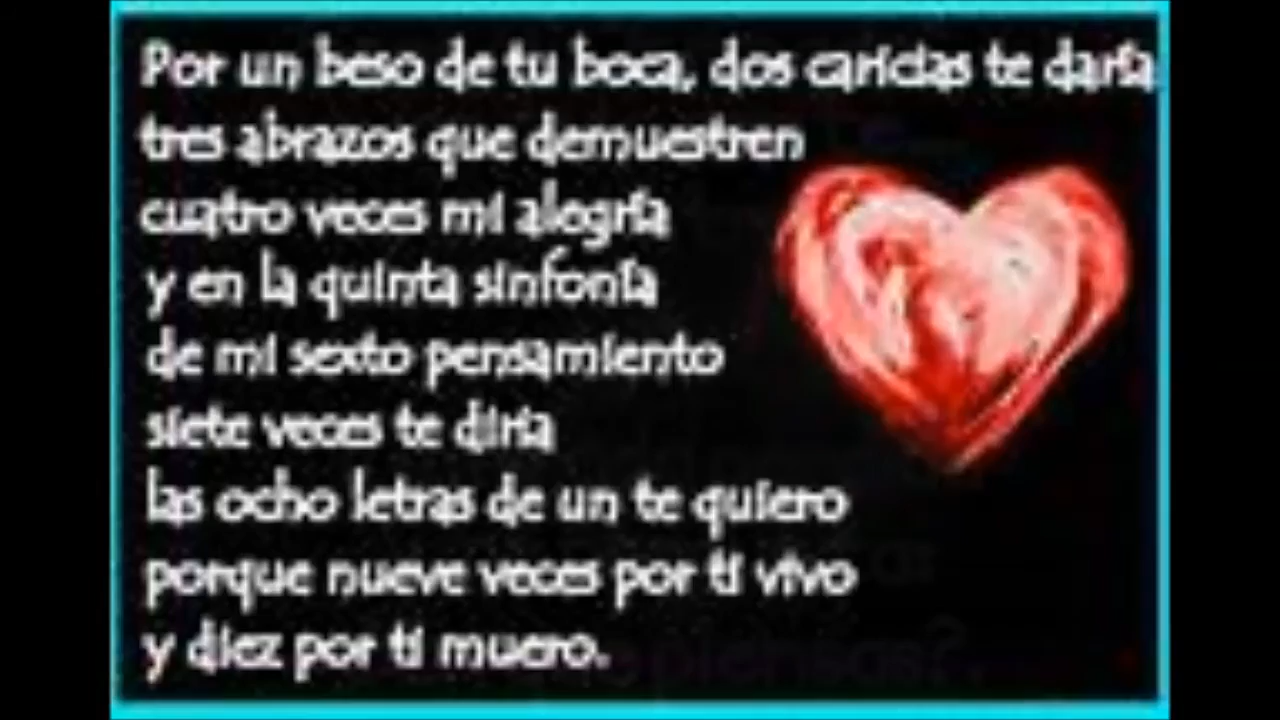 Por un beso de tu boca, dos caricias te daría
tres abrazos que demuestren
cuatro veces mi alegría
y en la quinta sinfonía
de mi sexto pensamiento
siete veces te diría
las ocho letras de un te quiero
porque nueve veces por ti vivo
y diez por ti muero.